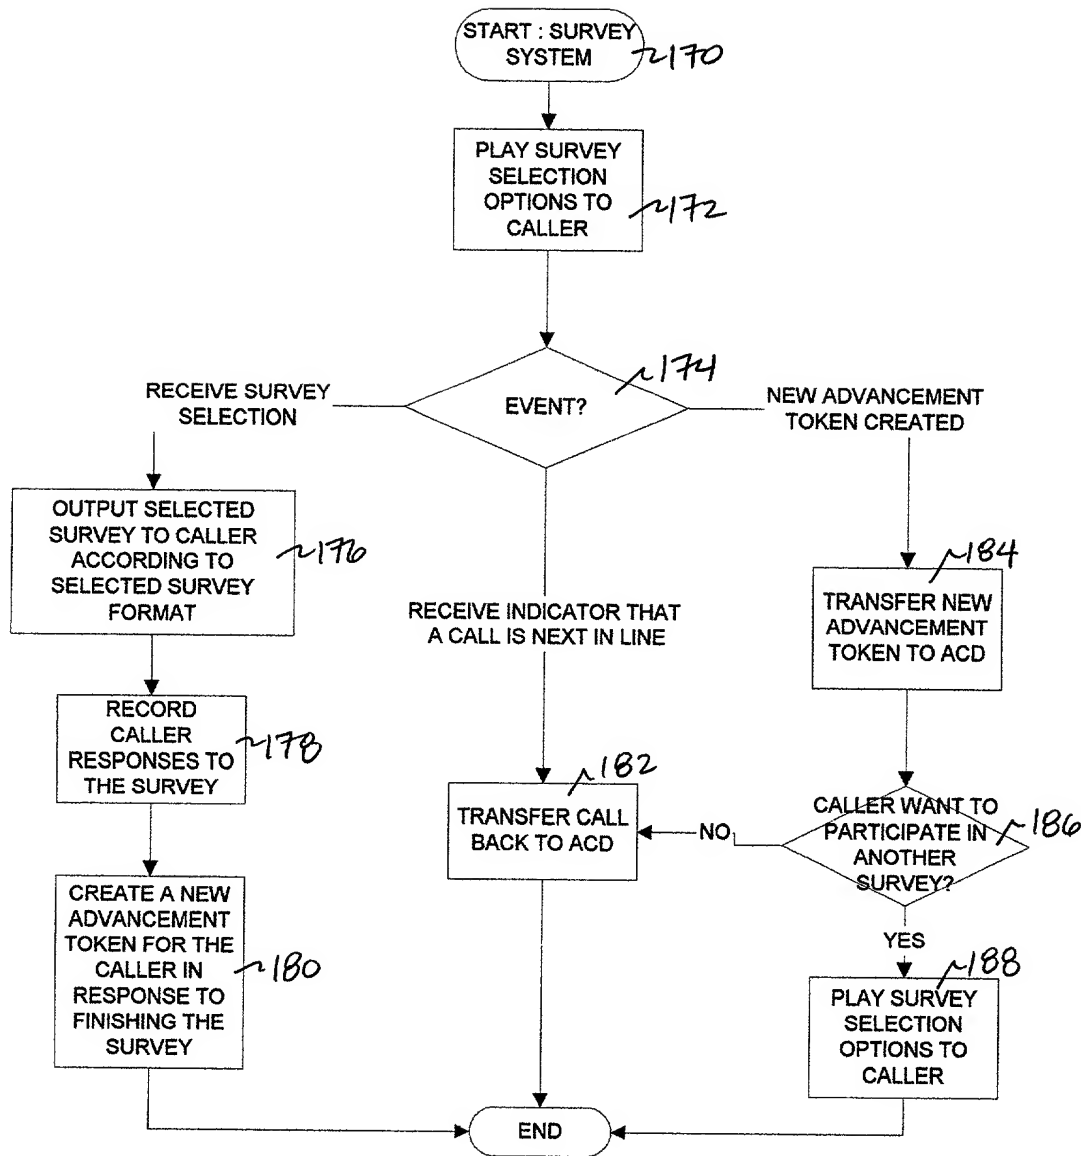 START : SURVEY
SYSTEM
~170
PLAY SURVEY
SELECTION
OPTIONS TO
CALLER
~172
EVENT?
~174
RECEIVE SURVEY
SELECTION
NEW ADVANCEMENT
TOKEN CREATED
OUTPUT SELECTED
SURVEY TO CALLER
ACCORDING TO
SELECTED SURVEY
FORMAT
~176
RECEIVE INDICATOR THAT
A CALL IS NEXT IN LINE
~184
TRANSFER NEW
ADVANCEMENT
TOKEN TO ACD
RECORD
CALLER
RESPONSES TO
THE SURVEY
~178
~182
TRANSFER CALL
BACK TO ACD
NO
CALLER WANT TO
PARTICIPATE IN
ANOTHER
SURVEY?
~186
CREATE A NEW
ADVANCEMENT
TOKEN FOR THE
CALLER IN
RESPONSE TO
FINISHING THE
SURVEY
~180
YES
~188
PLAY SURVEY
SELECTION
OPTIONS TO
CALLER
END